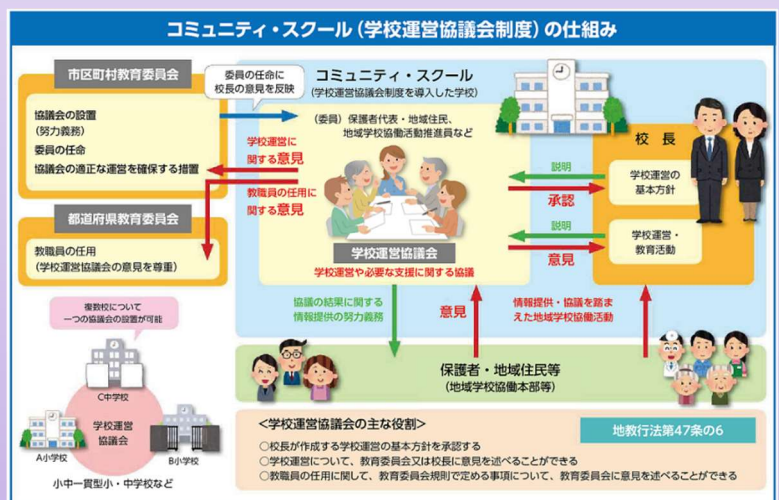 コミュニティ・スクール(学校運営協議会制度)の仕組み
市区町村教育委員会
協議会の設置
(努力義務)
委員の任命
協議会の適正な運営を確保する措置
都道府県教育委員会
教職員の任用
(学校運営協議会の意見を尊重)
委員の任命に
校長の意見を反映
学校運営に
関する意見
教職員の任用に
関する意見
コミュニティ・スクール
(学校運営協議会制度を導入した学校)
(委員)保護者代表・地域住民、
地域学校協働活動推進員など
学校運営協議会
学校運営や必要な支援に関する協議
説明
承認
説明
意見
校長
学校運営の
基本方針
学校運営・
教育活動
協議の結果に関する
情報提供の努力義務
意見
情報提供・協議を踏ま
えた地域学校協働活動
保護者・地域住民等
(地域学校協働本部等)
複数校について
一つの協議会の設置が可能
C中学校
学校運営
協議会
A小学校
B小学校
小中一貫型小・中学校など
<学校運営協議会の主な役割>
地教行法第47条の6
○校長が作成する学校運営の基本方針を承認する
○学校運営について、教育委員会又は校長に意見を述べることができる
○教職員の任用に関して、教育委員会規則で定める事項について、教育委員会に意見を述べることができる